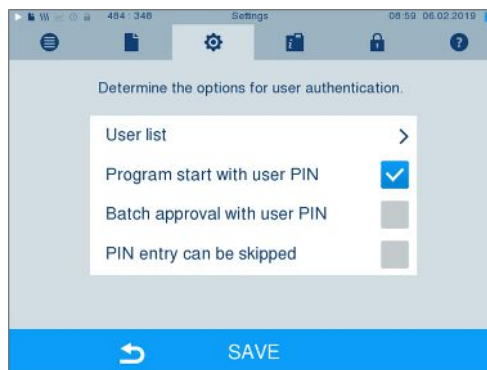 484 : 348 Settings 08:59 06.02.2019
Determine the options for user authentication.
User list
Program start with user PIN
Batch approval with user PIN
PIN entry can be skipped
SAVE